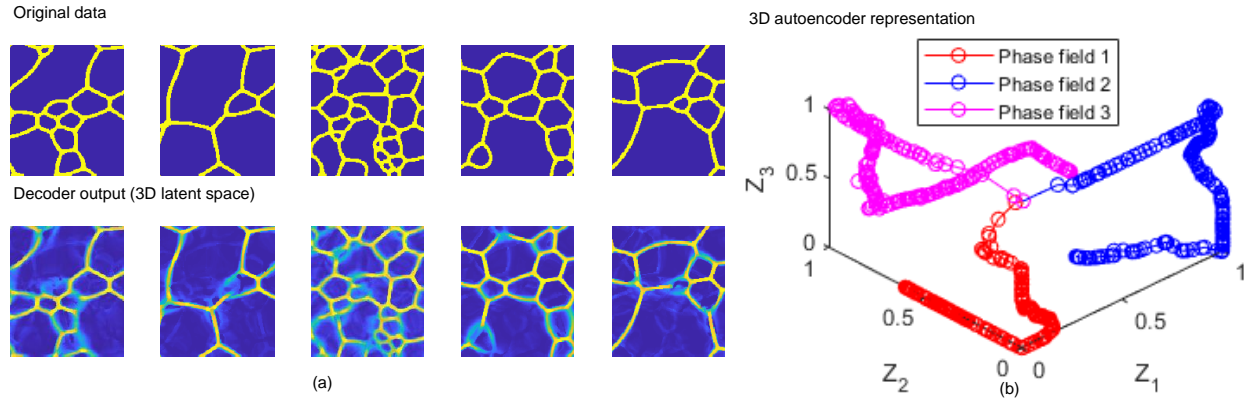 Original data
Decoder output (3D latent space)
(a)
3D autoencoder representation
Phase field 1
Phase field 2
Phase field 3
1
0.5
0
Z3
1
0.5
0
Z2
0
0.5
1
Z1
(b)